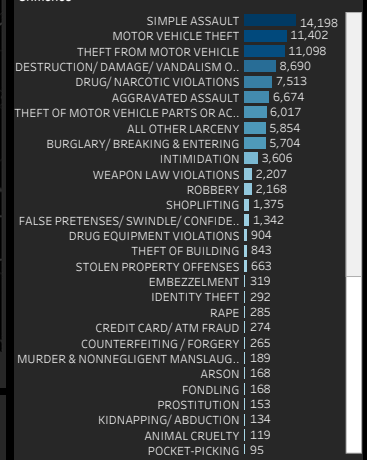 SIMPLE ASSAULT 14,198
MOTOR VEHICLE THEFT 11,402
THEFT FROM MOTOR VEHICLE 11,098
DESTRUCTION/ DAMAGE/ VANDALISM O.. 8,690
DRUG/ NARCOTIC VIOLATIONS 7,513
AGGRAVATED ASSAULT 6,674
THEFT OF MOTOR VEHICLE PARTS OR AC.. 6,017
ALL OTHER LARCENY 5,854
BURGLARY/ BREAKING & ENTERING 5,704
INTIMIDATION 3,606
WEAPON LAW VIOLATIONS 2,207
ROBBERY 2,168
SHOPLIFTING 1,375
FALSE PRETENSES/ SWINDLE/ CONFIDE.. 1,342
DRUG EQUIPMENT VIOLATIONS 904
THEFT OF BUILDING 843
STOLEN PROPERTY OFFENSES 663
EMBEZZELMENT 319
IDENTITY THEFT 292
RAPE 285
CREDIT CARD/ ATM FRAUD 274
COUNTERFEITING / FORGERY 265
MURDER & NONNEGLIGENT MANSLAUG.. 189
ARSON 168
FONDLING 168
PROSTITUTION 153
KIDNAPPING/ ABDUCTION 134
ANIMAL CRUELTY 119
POCKET-PICKING 95